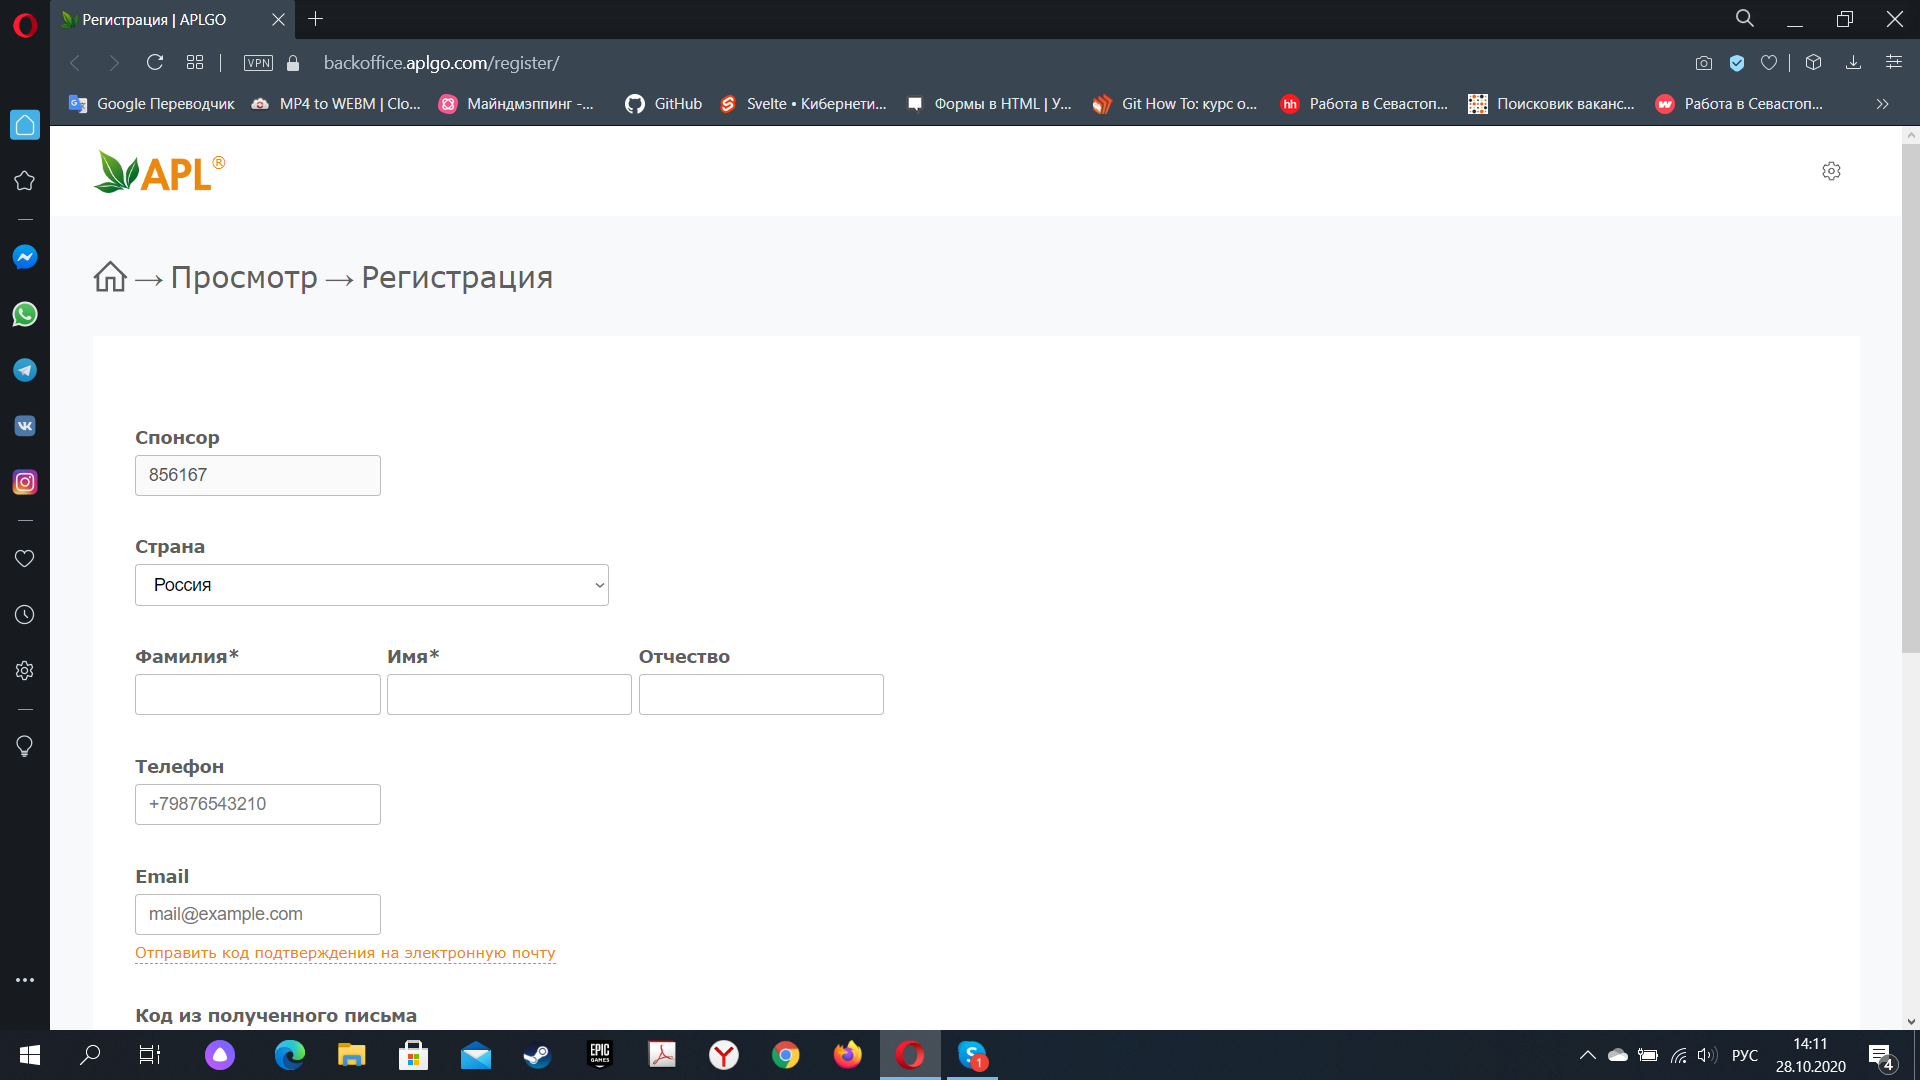 Регистрация | APLGO
VPN
backoffice.aplgo.com/register/
Google Переводчик
MP4 to WEBM | Clo...
Майндмэппинг -...
GitHub
Svelte • Кибернети...
Формы в HTML | У...
Git How To: курс о...
hh
Работа в Севастоп...
Поисковик ваканс...
Работа в Севастоп...
APL®
→ Просмотр → Регистрация
Спонсор
856167
Страна
Россия
Фамилия* Имя* Отчество
Телефон
+79876543210
Email
mail@example.com
Отправить код подтверждения на электронную почту
Код из полученного письма
EPIC
GAMES
1
РУС
14:11
28.10.2020
4